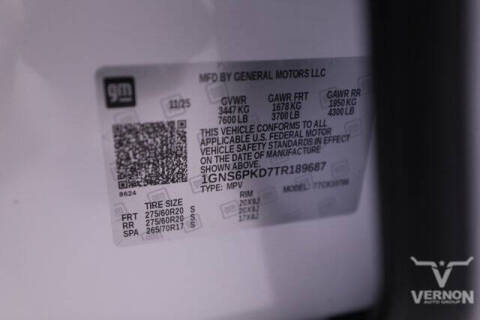 gm
MFD BY GENERAL MOTORS LLC
11/25
GVWR GAWR FRT GAWR RR
3447 KG 1678 KG 1950 KG
7600 LB 3700 LB 4300 LB
THIS VEHICLE CONFORMS TO ALL
APPLICABLE U.S. FEDERAL MOTOR
VEHICLE SAFETY STANDARDS IN EFFECT
ON THE DATE OF MANUFACTURE
SHOWN ABOVE.
1GNS6PKD7TR189687
TYPE: MPV MODEL:
8624
TIRE SIZE RIM
FRT 275/60R20 S 20X9J
RR 275/60R20 S 20X9J
SPA 265/70R17 S 17X8J
VERNON
AUTO GROUP